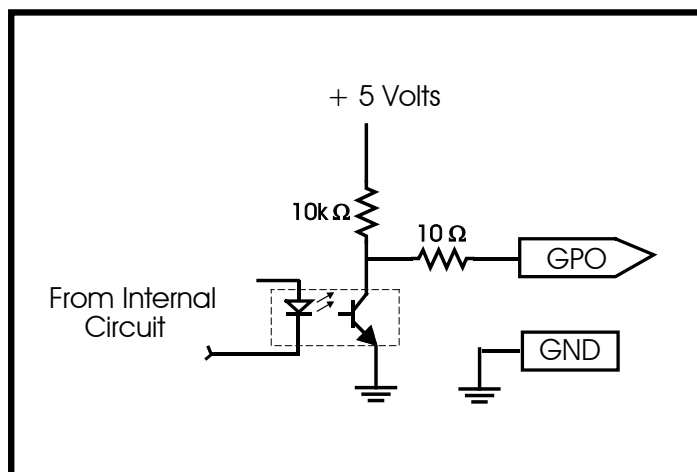 + 5 Volts
10k Ω
10 Ω
GPO
From Internal
Circuit
GND